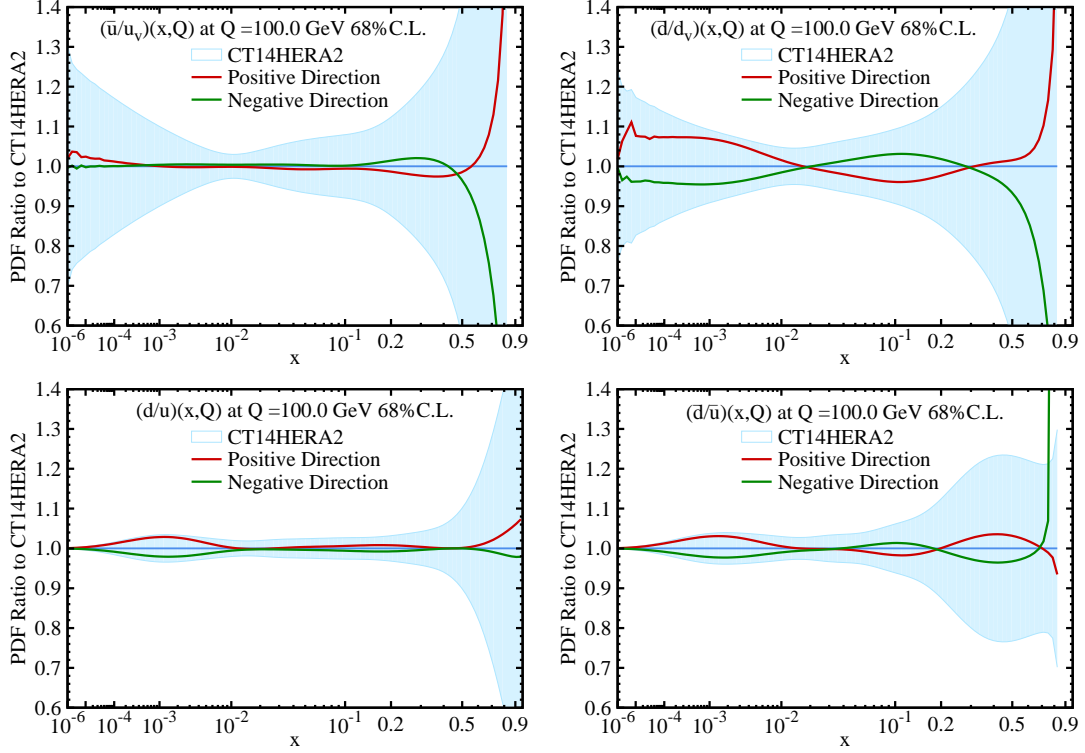 (u̅/u_v)(x,Q) at Q =100.0 GeV 68%C.L.
CT14HERA2
Positive Direction
Negative Direction
PDF Ratio to CT14HERA2
1.4
1.3
1.2
1.1
1.0
0.9
0.8
0.7
0.6
10^-6
10^-4
10^-3
10^-2
10^-1
0.2
0.5
0.9
x
(d̅/d_v)(x,Q) at Q =100.0 GeV 68%C.L.
CT14HERA2
Positive Direction
Negative Direction
PDF Ratio to CT14HERA2
1.4
1.3
1.2
1.1
1.0
0.9
0.8
0.7
0.6
10^-6
10^-4
10^-3
10^-2
10^-1
0.2
0.5
0.9
x
(d/u)(x,Q) at Q =100.0 GeV 68%C.L.
CT14HERA2
Positive Direction
Negative Direction
PDF Ratio to CT14HERA2
1.4
1.3
1.2
1.1
1.0
0.9
0.8
0.7
0.6
10^-6
10^-4
10^-3
10^-2
10^-1
0.2
0.5
0.9
x
(d̅/u̅)(x,Q) at Q =100.0 GeV 68%C.L.
CT14HERA2
Positive Direction
Negative Direction
PDF Ratio to CT14HERA2
1.4
1.3
1.2
1.1
1.0
0.9
0.8
0.7
0.6
10^-6
10^-4
10^-3
10^-2
10^-1
0.2
0.5
0.9
x